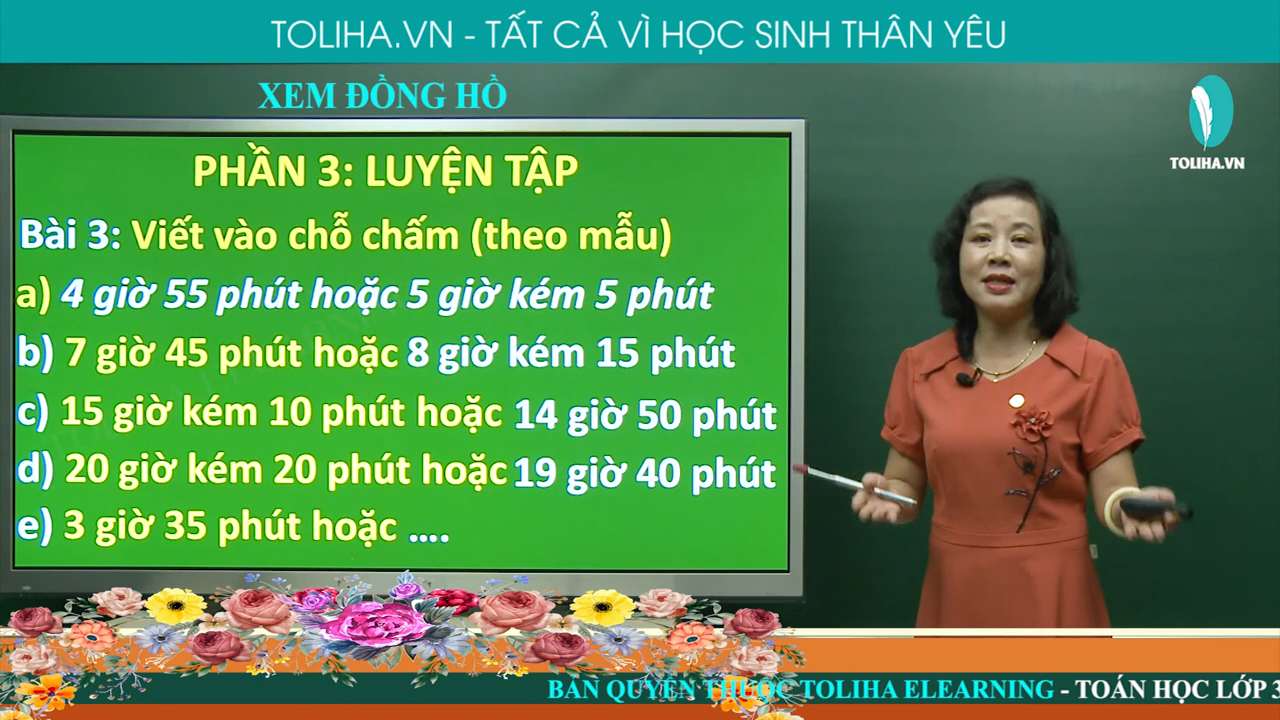 TOLIHA.VN - TẤT CẢ VÌ HỌC SINH THÂN YÊU
XEM ĐỒNG HỒ
TOLIHA.VN
PHẦN 3: LUYỆN TẬP
Bài 3: Viết vào chỗ chấm (theo mẫu)
a) 4 giờ 55 phút hoặc 5 giờ kém 5 phút
b) 7 giờ 45 phút hoặc 8 giờ kém 15 phút
c) 15 giờ kém 10 phút hoặc 14 giờ 50 phút
d) 20 giờ kém 20 phút hoặc 19 giờ 40 phút
e) 3 giờ 35 phút hoặc ....
BẢN QUYỀN THUỘC TOLIHA ELEARNING - TOÁN HỌC LỚP 3